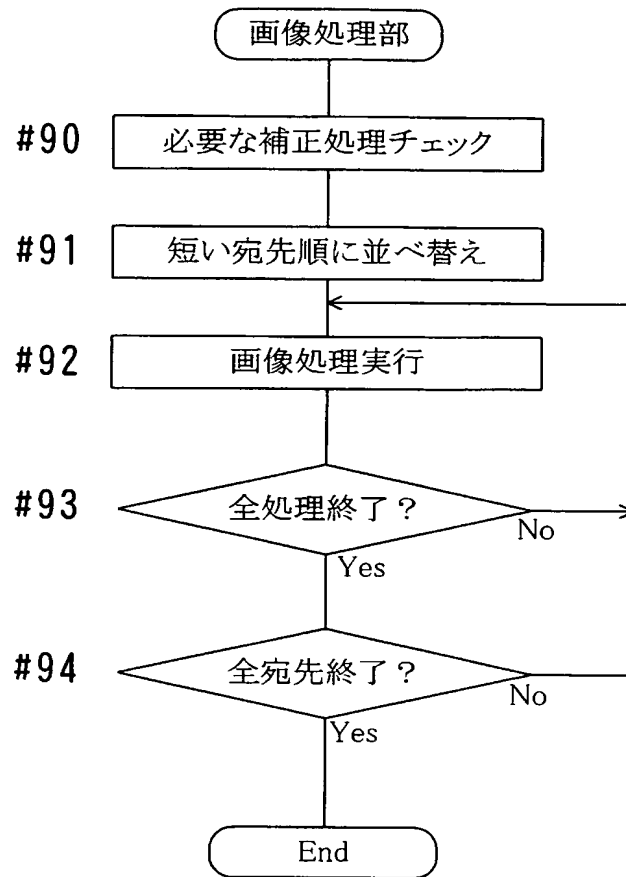 画像処理部
#90 必要な補正処理チェック
#91 短い宛先順に並べ替え
#92 画像処理実行
#93 全処理終了?
No
Yes
#94 全宛先終了?
No
Yes
End